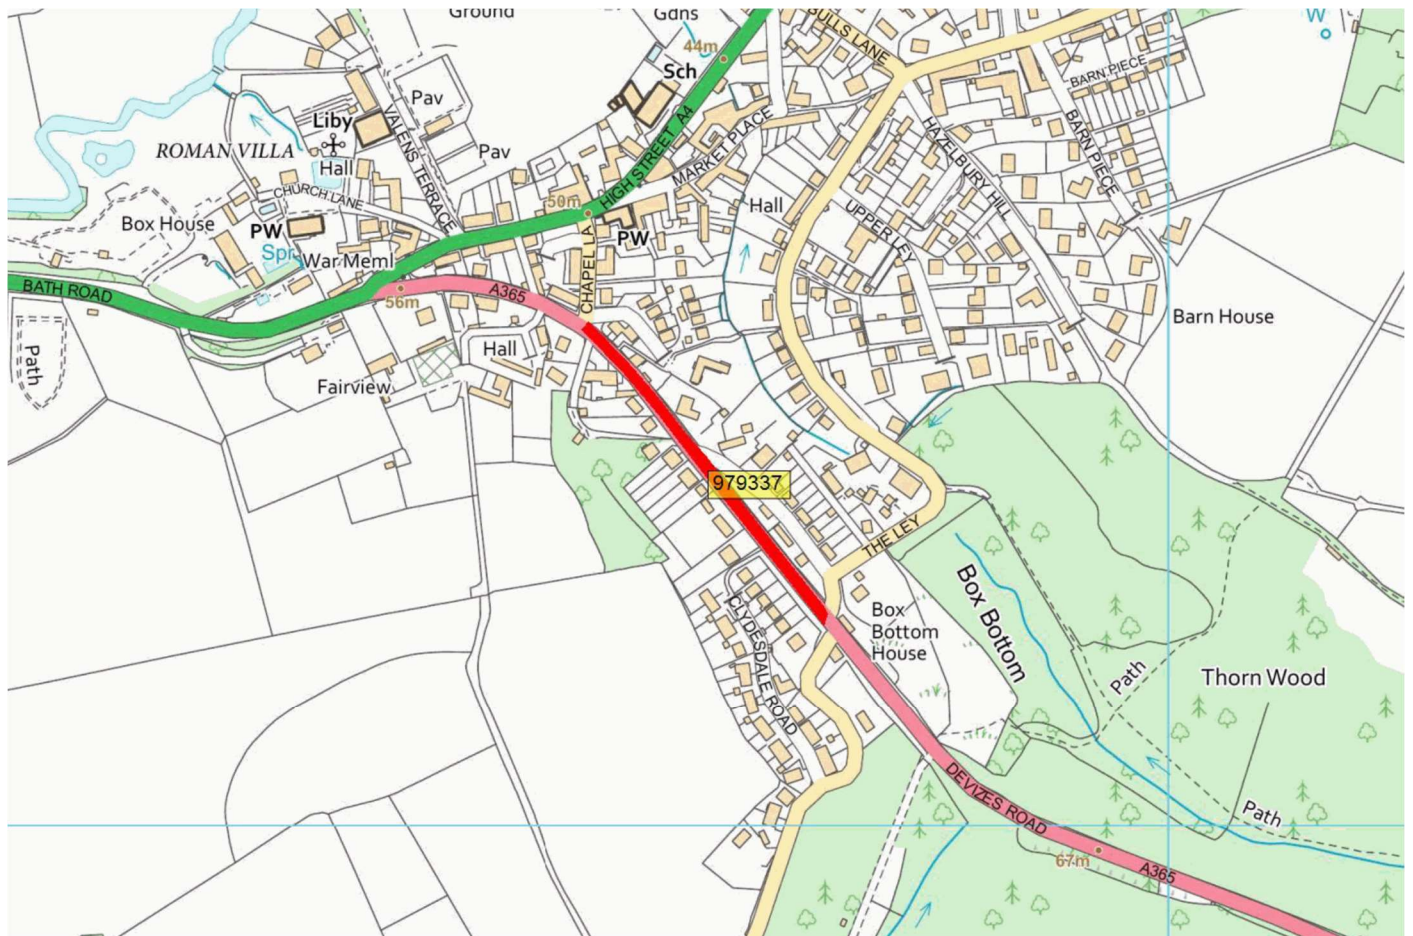 Ground
Gdns
BULLS LANE
W
44m
Sch
BARN PIECE
Pav
Liby
VALENS TERRACE
HIGH STREET A4
MARKET PLACE
HAZELBURY HILL
BARN PIECE
ROMAN VILLA
Pav
Hall
CHURCH LANE
50m
Hall
UPPER LEY
Box House
PW
PW
Spr
War Meml
CHAPEL LA
BATH ROAD
A365
56m
Barn House
Path
Hall
Fairview
979337
THE LEY
Box Bottom
Box
Bottom
House
CLYDESDALE ROAD
Path
Thorn Wood
DEVIZES ROAD
Path
67m
A365